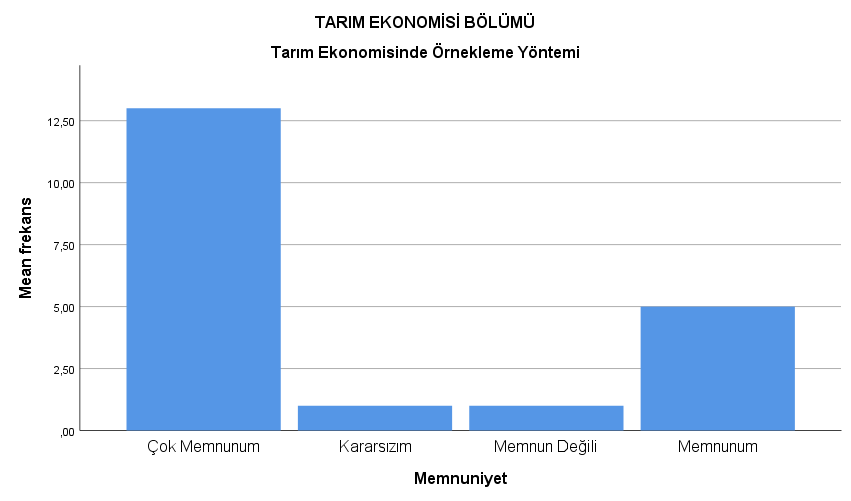 TARIM EKONOMİSİ BÖLÜMÜ
Tarım Ekonomisinde Örnekleme Yöntemi
Mean frekans
12,50
10,00
7,50
5,00
2,50
,00
Çok Memnunum
Kararsızım
Memnun Değili
Memnunum
Memnuniyet